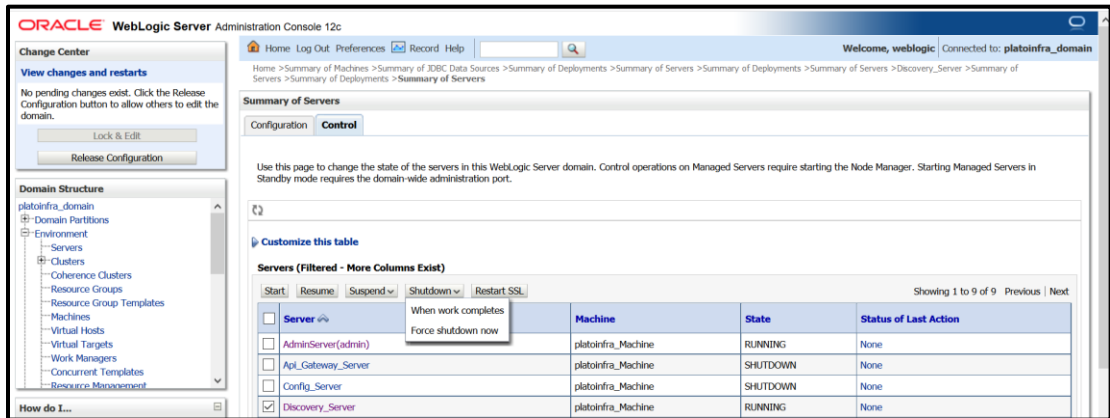 ORACLE® WebLogic Server Administration Console 12c
Change Center
View changes and restarts
No pending changes exist. Click the Release
Configuration button to allow others to edit the
domain.
Lock & Edit
Release Configuration
Domain Structure
platoinfra_domain
Domain Partitions
Environment
Servers
Clusters
Coherence Clusters
Resource Groups
Resource Group Templates
Machines
Virtual Hosts
Virtual Targets
Work Managers
Concurrent Templates
Resource Management
How do I...
Home Log Out Preferences Record Help
Welcome, weblogic Connected to: platoinfra_domain
Home >Summary of Machines >Summary of JDBC Data Sources >Summary of Deployments >Summary of Servers >Summary of Deployments >Summary of Servers >Discovery_Server >Summary of
Servers >Summary of Deployments >Summary of Servers
Summary of Servers
Configuration Control
Use this page to change the state of the servers in this WebLogic Server domain. Control operations on Managed Servers require starting the Node Manager. Starting Managed Servers in
Standby mode requires the domain-wide administration port.
Customize this table
Servers (Filtered - More Columns Exist)
Start Resume Suspend Shutdown Restart SSL Showing 1 to 9 of 9 Previous | Next
When work completes
Force shutdown now
Server Machine State Status of Last Action
AdminServer(admin) platoinfra_Machine RUNNING None
Api_Gateway_Server platoinfra_Machine SHUTDOWN None
Config_Server platoinfra_Machine SHUTDOWN None
Discovery_Server platoinfra_Machine RUNNING None